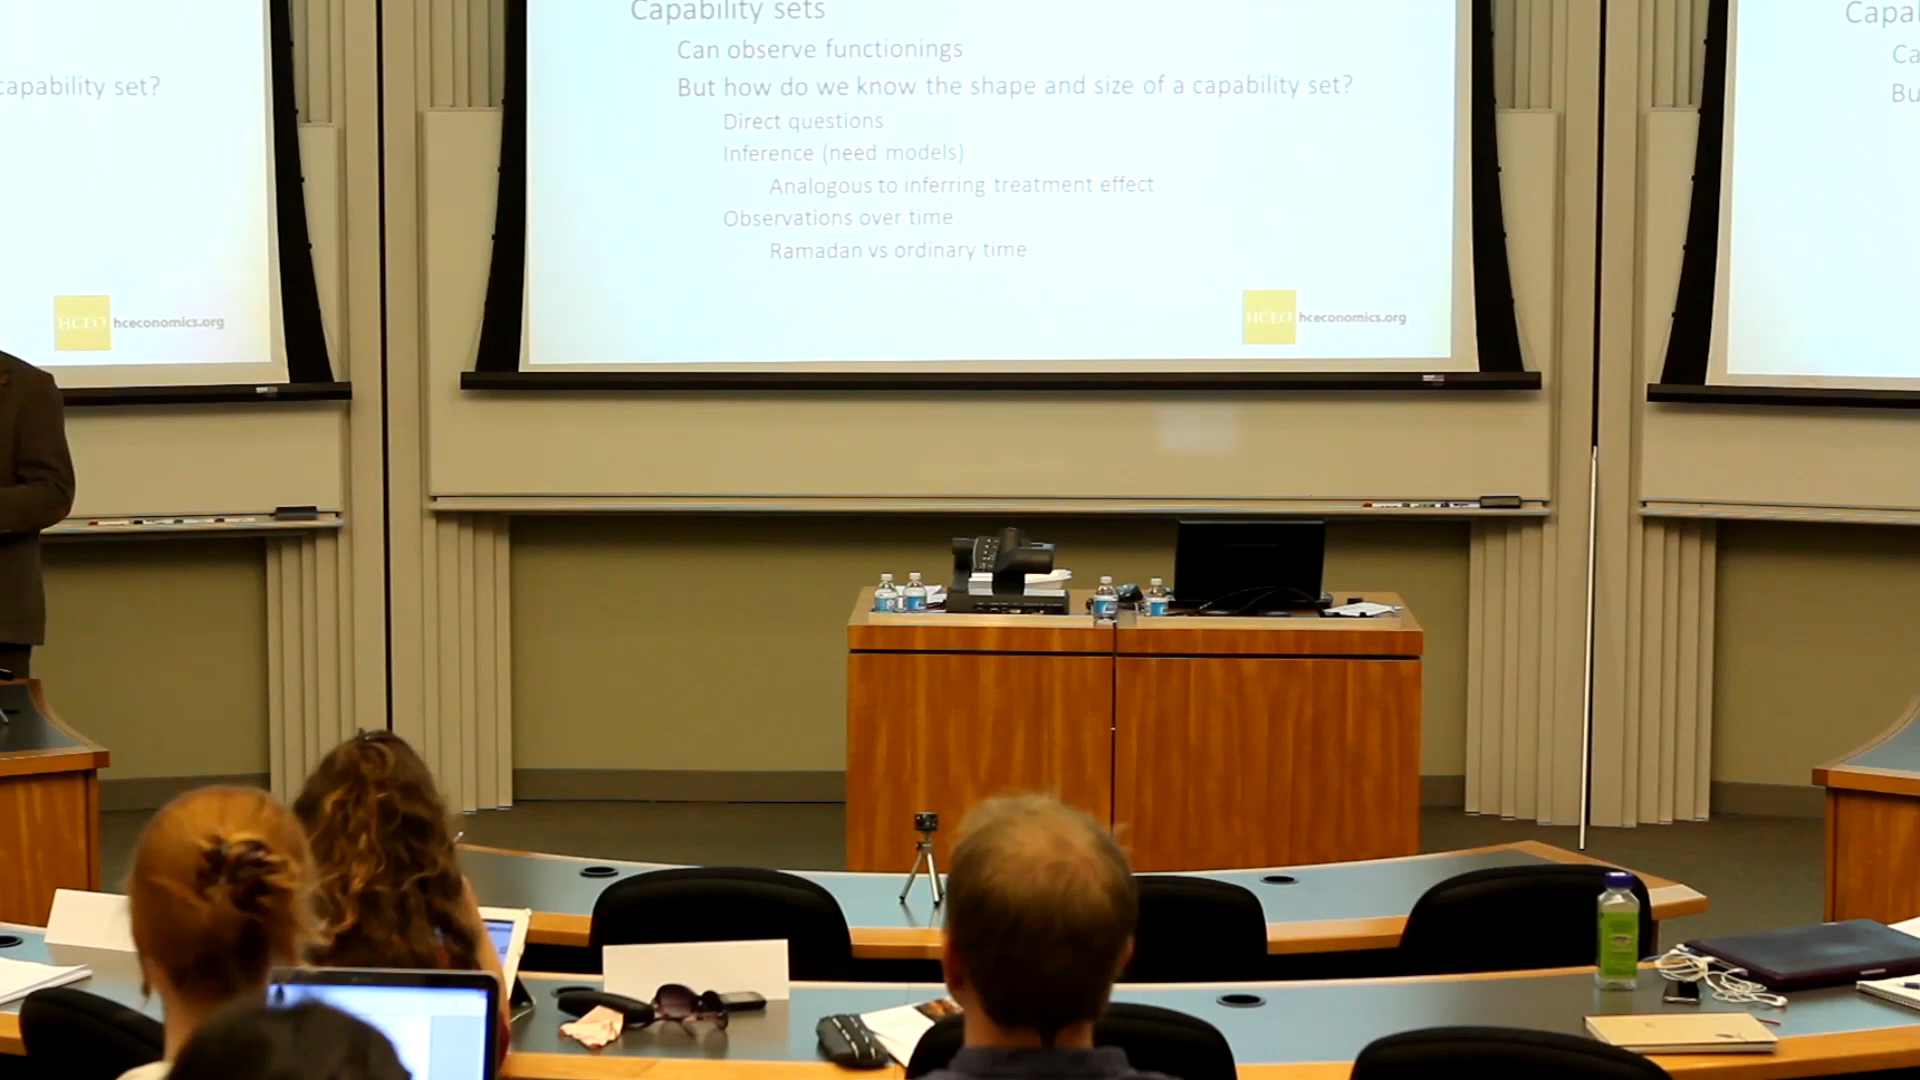 capability set?
HCEO hceconomics.org
Capability sets
Can observe functionings
But how do we know the shape and size of a capability set?
Direct questions
Inference (need models)
Analogous to inferring treatment effect
Observations over time
Ramadan vs ordinary time
HCEO hceconomics.org
Capa
Ca
Bu